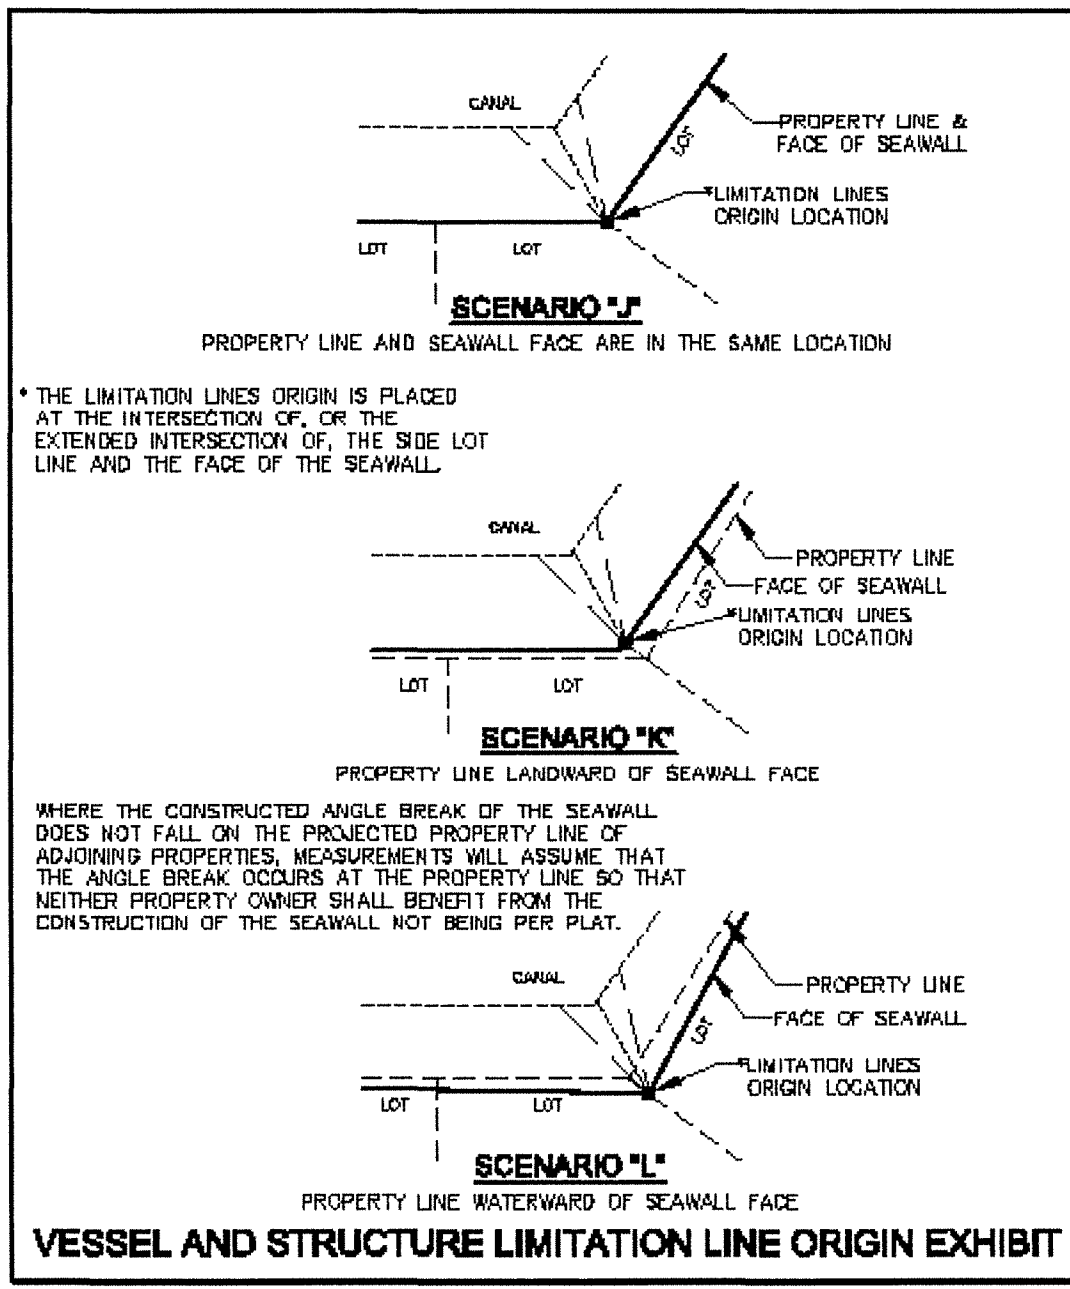 CANAL
PROPERTY LINE &
FACE OF SEAWALL
LOT
*LIMITATION LINES
ORIGIN LOCATION
LOT
LOT
SCENARIO "J"
PROPERTY LINE AND SEAWALL FACE ARE IN THE SAME LOCATION
* THE LIMITATION LINES ORIGIN IS PLACED
AT THE INTERSECTION OF, OR THE
EXTENDED INTERSECTION OF, THE SIDE LOT
LINE AND THE FACE OF THE SEAWALL.
CANAL
PROPERTY LINE
FACE OF SEAWALL
LOT
*LIMITATION LINES
ORIGIN LOCATION
LOT
LOT
SCENARIO "K"
PROPERTY LINE LANDWARD OF SEAWALL FACE
WHERE THE CONSTRUCTED ANGLE BREAK OF THE SEAWALL
DOES NOT FALL ON THE PROJECTED PROPERTY LINE OF
ADJOINING PROPERTIES, MEASUREMENTS WILL ASSUME THAT
THE ANGLE BREAK OCCURS AT THE PROPERTY LINE SO THAT
NEITHER PROPERTY OWNER SHALL BENEFIT FROM THE
CONSTRUCTION OF THE SEAWALL NOT BEING PER PLAT.
CANAL
PROPERTY LINE
FACE OF SEAWALL
LOT
*LIMITATION LINES
ORIGIN LOCATION
LOT
LOT
SCENARIO "L"
PROPERTY LINE WATERWARD OF SEAWALL FACE
VESSEL AND STRUCTURE LIMITATION LINE ORIGIN EXHIBIT